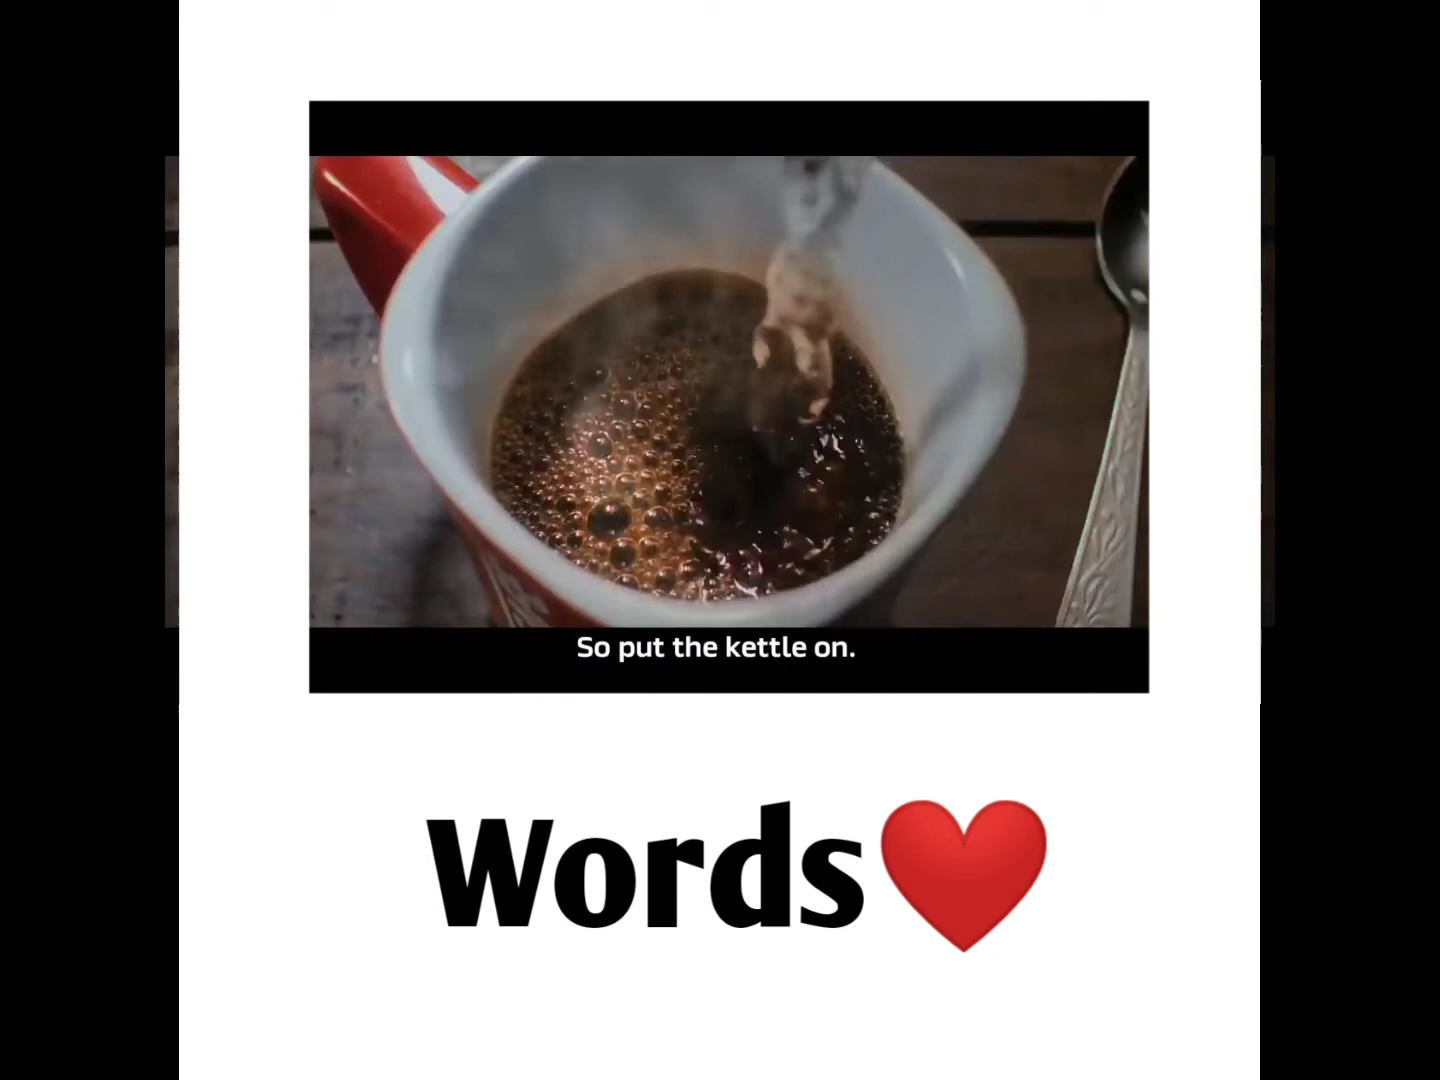 So put the kettle on.
Words❤️